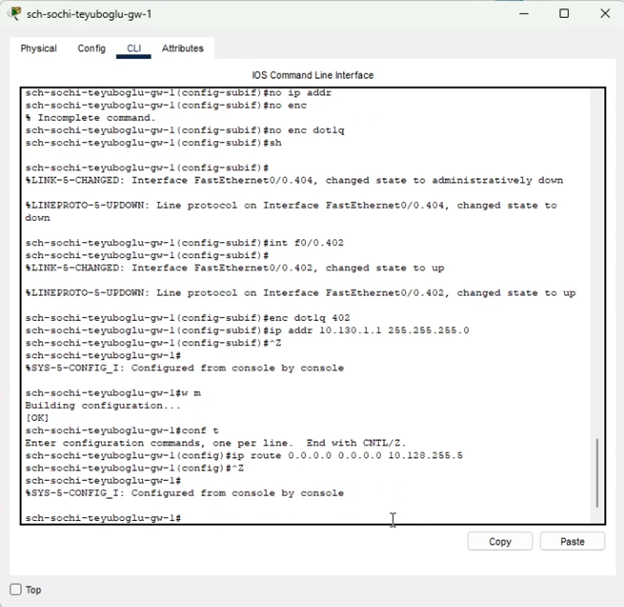 sch-sochi-teyuboglu-gw-1
Physical Config CLI Attributes
IOS Command Line Interface
sch-sochi-teyuboglu-gw-1(config-subif)#no ip addr
sch-sochi-teyuboglu-gw-1(config-subif)#no enc
% Incomplete command.
sch-sochi-teyuboglu-gw-1(config-subif)#no enc dot1q
sch-sochi-teyuboglu-gw-1(config-subif)#sh
sch-sochi-teyuboglu-gw-1(config-subif)#
%LINK-5-CHANGED: Interface FastEthernet0/0.404, changed state to administratively down
%LINEPROTO-5-UPDOWN: Line protocol on Interface FastEthernet0/0.404, changed state to
down
sch-sochi-teyuboglu-gw-1(config-subif)#int f0/0.402
sch-sochi-teyuboglu-gw-1(config-subif)#
%LINK-5-CHANGED: Interface FastEthernet0/0.402, changed state to up
%LINEPROTO-5-UPDOWN: Line protocol on Interface FastEthernet0/0.402, changed state to up
sch-sochi-teyuboglu-gw-1(config-subif)#enc dot1q 402
sch-sochi-teyuboglu-gw-1(config-subif)#ip addr 10.130.1.1 255.255.255.0
sch-sochi-teyuboglu-gw-1(config-subif)#^Z
sch-sochi-teyuboglu-gw-1#
%SYS-5-CONFIG_I: Configured from console by console
sch-sochi-teyuboglu-gw-1#w m
Building configuration...
[OK]
sch-sochi-teyuboglu-gw-1#conf t
Enter configuration commands, one per line. End with CNTL/Z.
sch-sochi-teyuboglu-gw-1(config)#ip route 0.0.0.0 0.0.0.0 10.128.255.5
sch-sochi-teyuboglu-gw-1(config)#^Z
sch-sochi-teyuboglu-gw-1#
%SYS-5-CONFIG_I: Configured from console by console
sch-sochi-teyuboglu-gw-1#
Copy Paste
Top